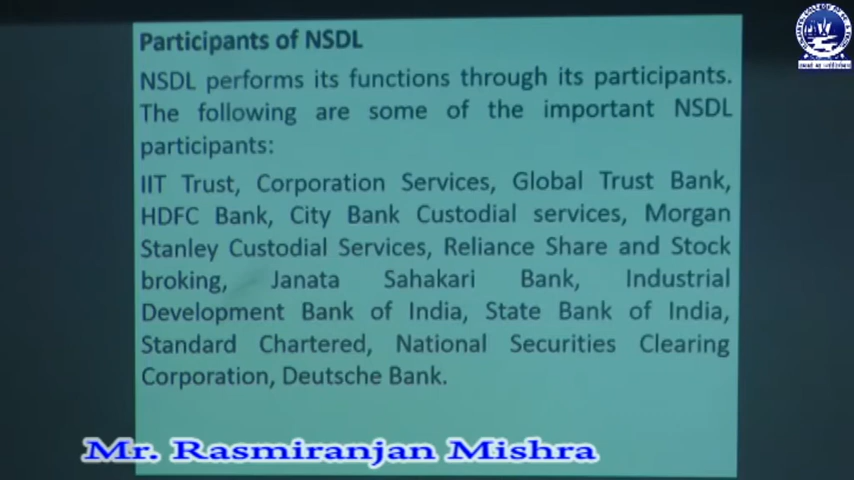 Participants of NSDL
NSDL performs its functions through its participants.
The following are some of the important NSDL
participants:
IIT Trust, Corporation Services, Global Trust Bank,
HDFC Bank, City Bank Custodial services, Morgan
Stanley Custodial Services, Reliance Share and Stock
broking, Janata Sahakari Bank, Industrial
Development Bank of India, State Bank of India,
Standard Chartered, National Securities Clearing
Corporation, Deutsche Bank.
Mr. Rasmiranjan Mishra